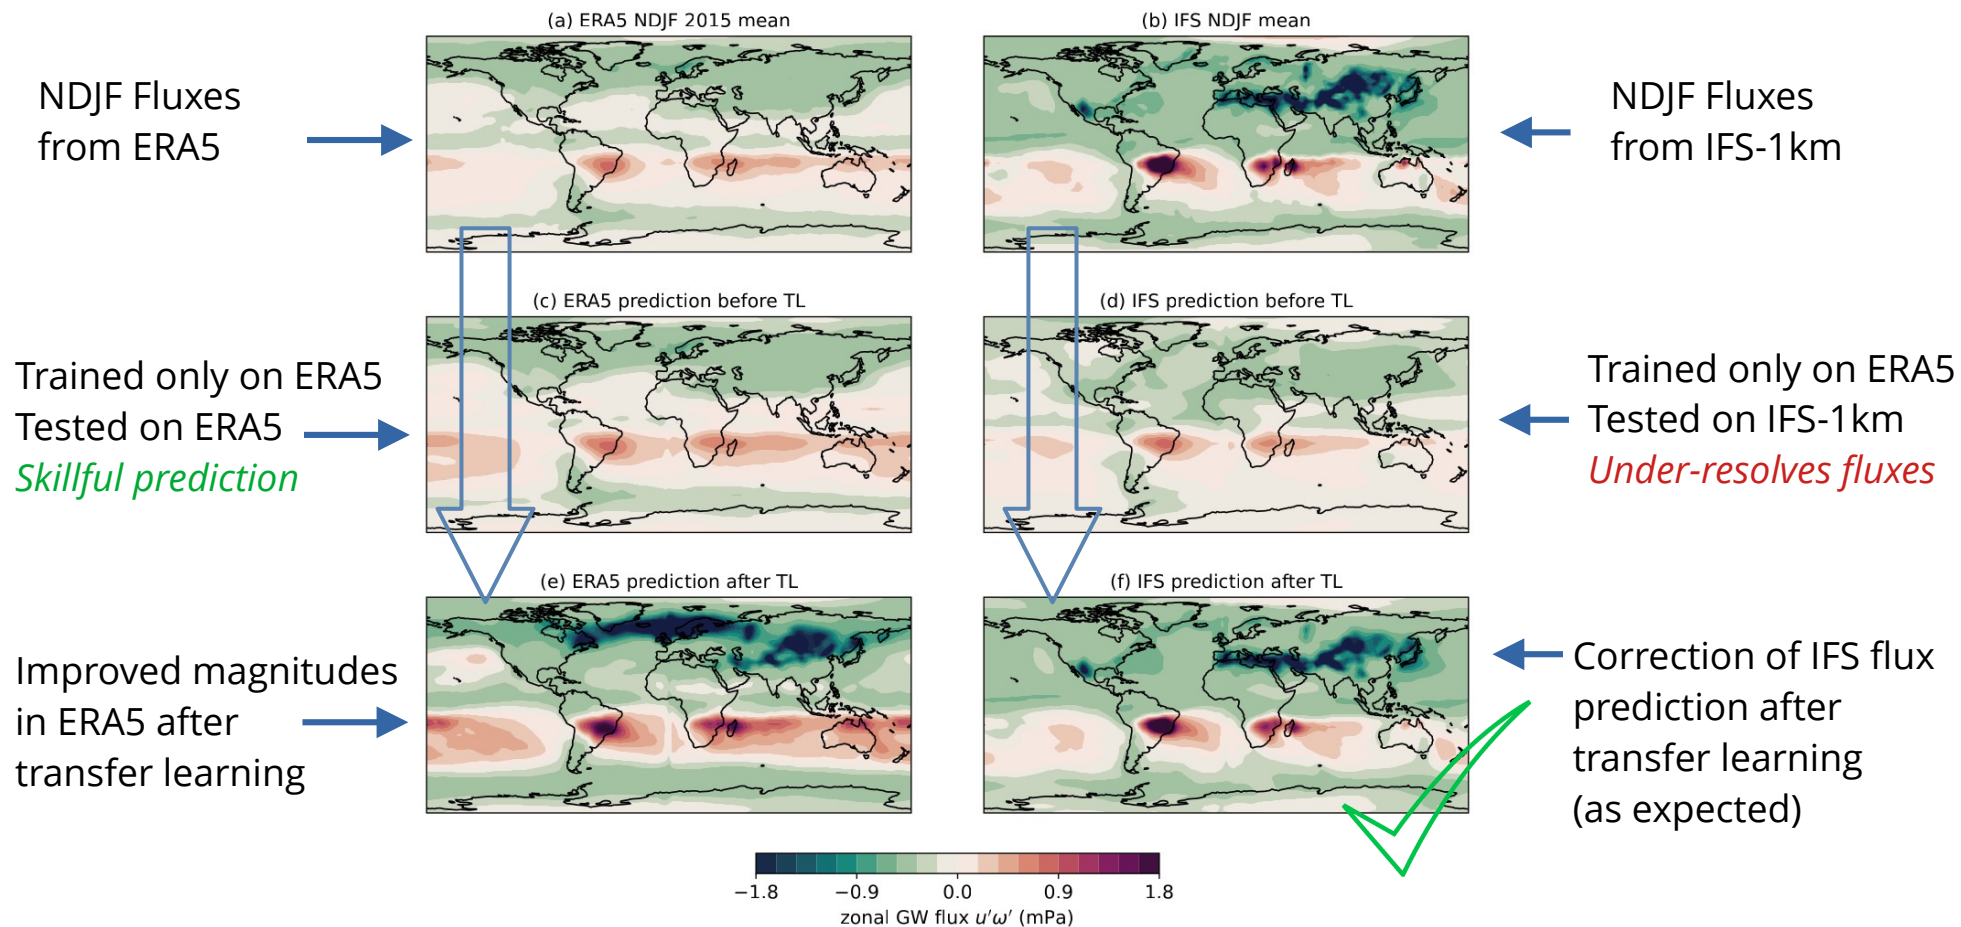 (a) ERA5 NDJF 2015 mean
(b) IFS NDJF mean
NDJF Fluxes
from ERA5
NDJF Fluxes
from IFS-1km
(c) ERA5 prediction before TL
(d) IFS prediction before TL
Trained only on ERA5
Tested on ERA5
Skillful prediction
Trained only on ERA5
Tested on IFS-1km
Under-resolves fluxes
(e) ERA5 prediction after TL
(f) IFS prediction after TL
Improved magnitudes
in ERA5 after
transfer learning
Correction of IFS flux
prediction after
transfer learning
(as expected)
−1.8 −0.9 0.0 0.9 1.8
zonal GW flux u′ω′ (mPa)